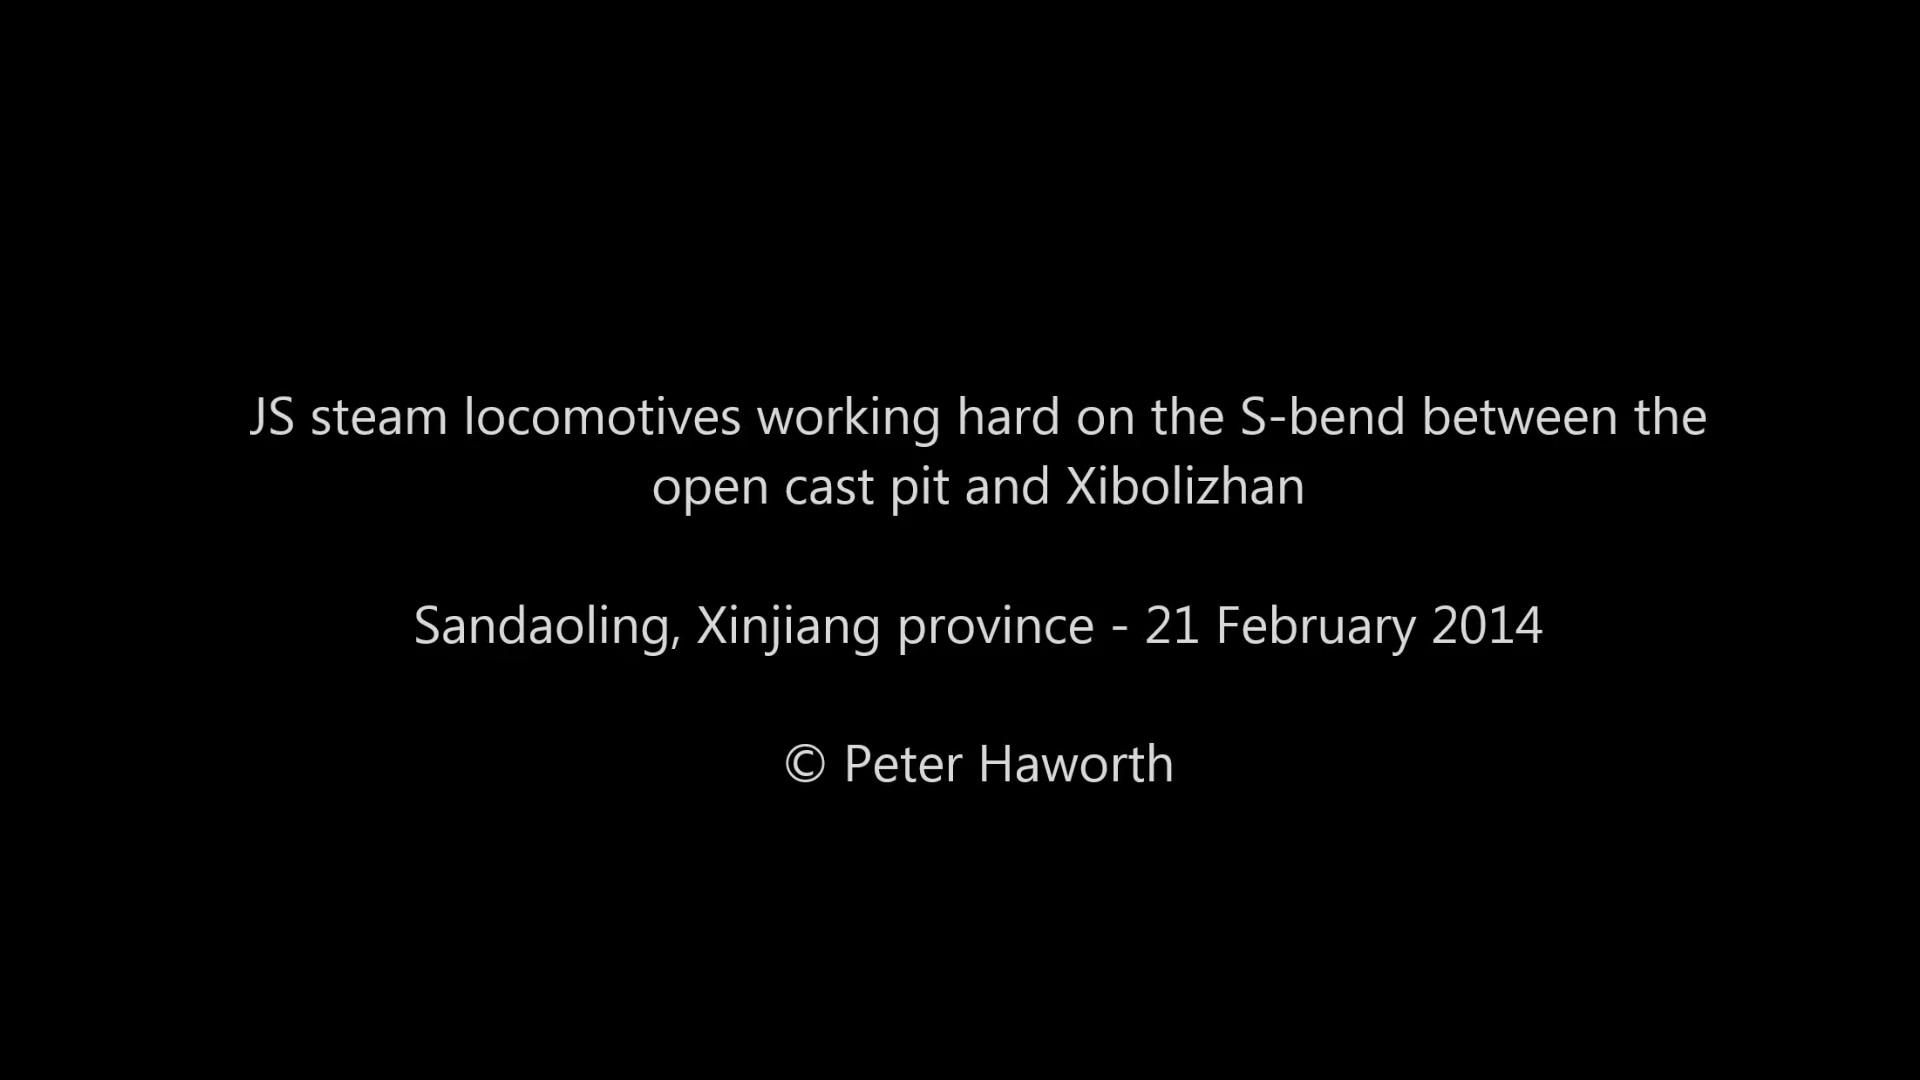 JS steam locomotives working hard on the S-bend between the
open cast pit and Xibolizhan
Sandaoling, Xinjiang province - 21 February 2014
© Peter Haworth